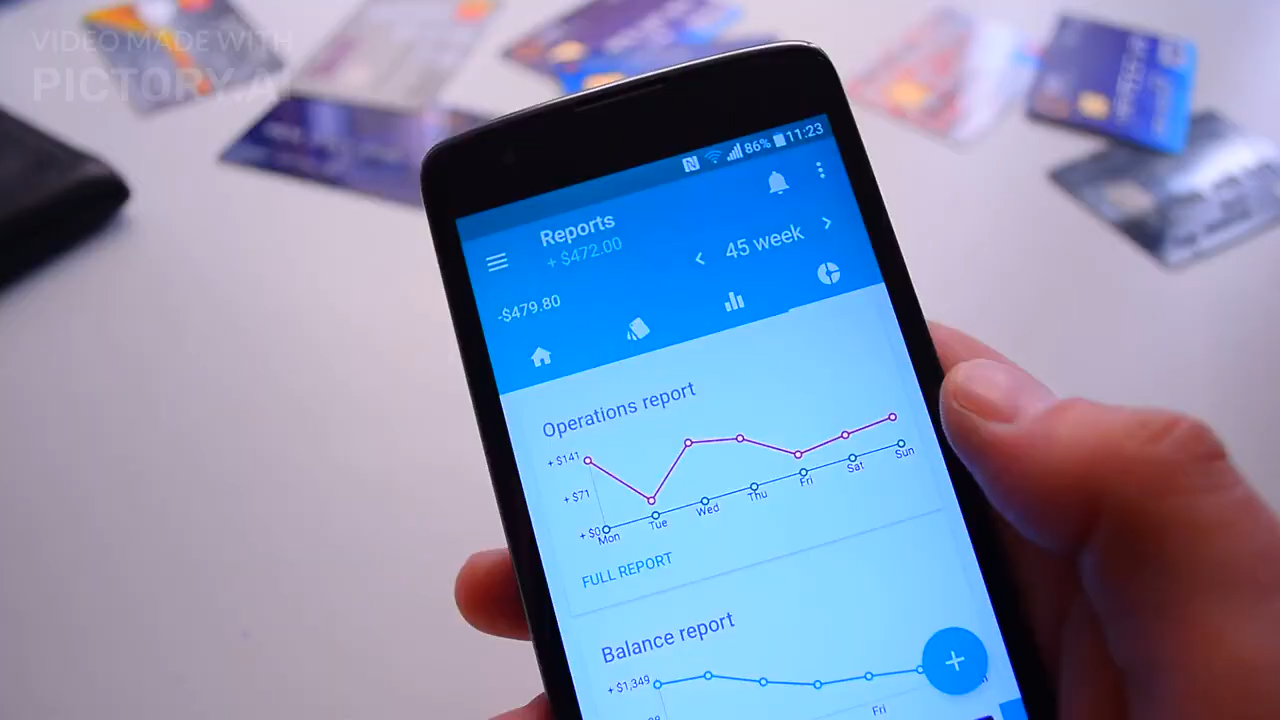 VIDEO MADE WITH
PICTORY.AI
86% 11:23
Reports
+ $472.00
45 week
-$479.80
Operations report
+ $141
+ $71
+ $0
Mon Tue Wed Thu Fri Sat Sun
FULL REPORT
Balance report
+ $1,349
Fri